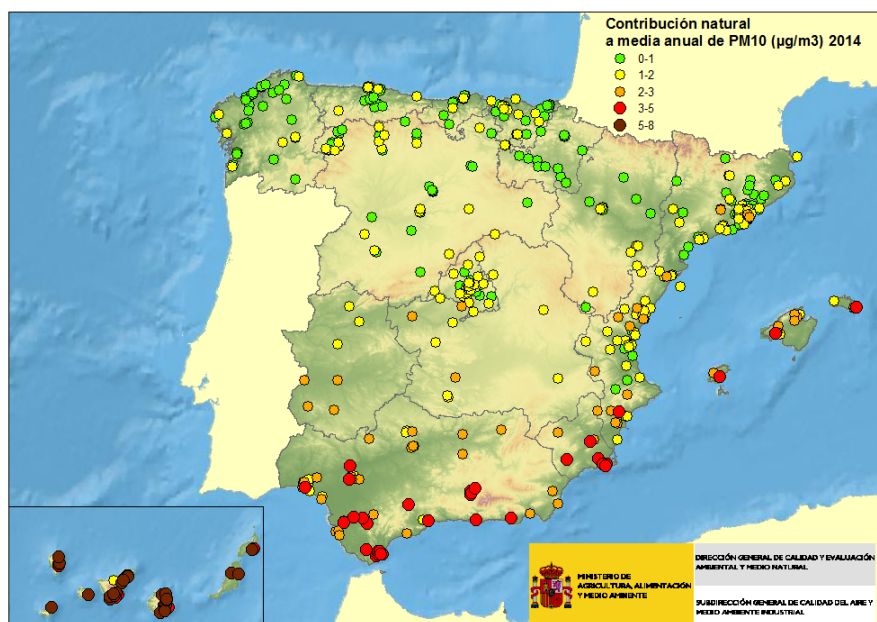 Contribución natural
a media anual de PM10 (µg/m3) 2014
0-1
1-2
2-3
3-5
5-8
MINISTERIO DE
AGRICULTURA, ALIMENTACIÓN
Y MEDIO AMBIENTE
DIRECCIÓN GENERAL DE CALIDAD Y EVALUACIÓN
AMBIENTAL Y MEDIO NATURAL
SUBDIRECCIÓN GENERAL DE CALIDAD DEL AIRE Y
MEDIO AMBIENTE INDUSTRIAL